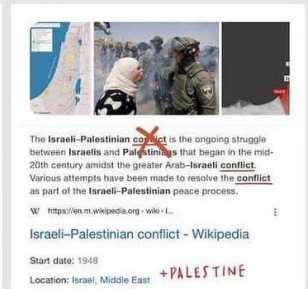 The Israeli–Palestinian conflict is the ongoing struggle
between Israelis and Palestinians that began in the mid-
20th century amidst the greater Arab–Israeli conflict.
Various attempts have been made to resolve the conflict
as part of the Israeli–Palestinian peace process.
W https://en.m.wikipedia.org › wiki › I...
Israeli–Palestinian conflict - Wikipedia
Start date: 1948
Location: Israel, Middle East +PALESTINE